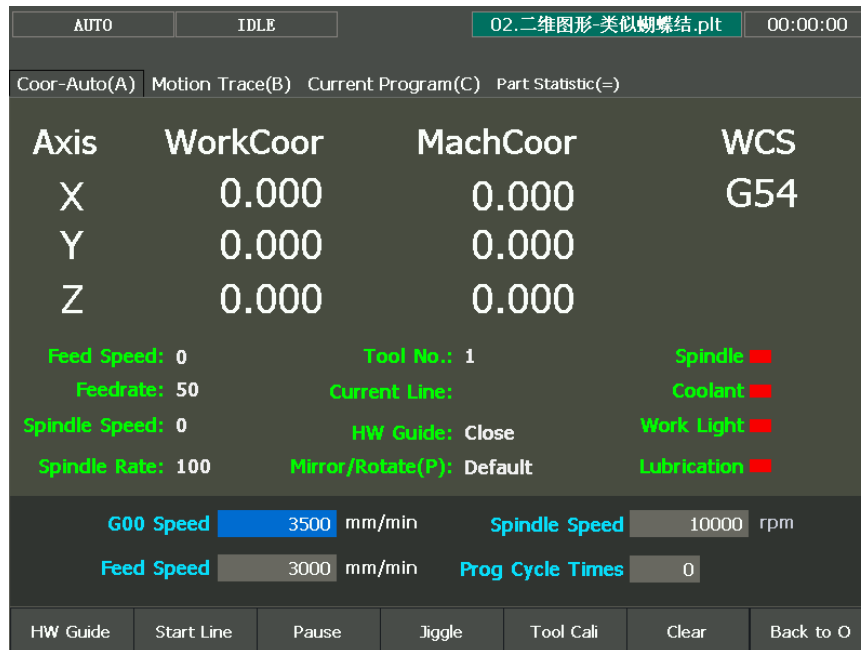 AUTO IDLE 02.二维图形-类似蝴蝶结.plt 00:00:00
Coor-Auto(A) Motion Trace(B) Current Program(C) Part Statistic(=)
Axis WorkCoor MachCoor WCS
X 0.000 0.000 G54
Y 0.000 0.000
Z 0.000 0.000
Feed Speed: 0 Tool No.: 1 Spindle
Feedrate: 50 Current Line: Coolant
Spindle Speed: 0 HW Guide: Close Work Light
Spindle Rate: 100 Mirror/Rotate(P): Default Lubrication
G00 Speed 3500 mm/min Spindle Speed 10000 rpm
Feed Speed 3000 mm/min Prog Cycle Times 0
HW Guide Start Line Pause Jiggle Tool Cali Clear Back to O